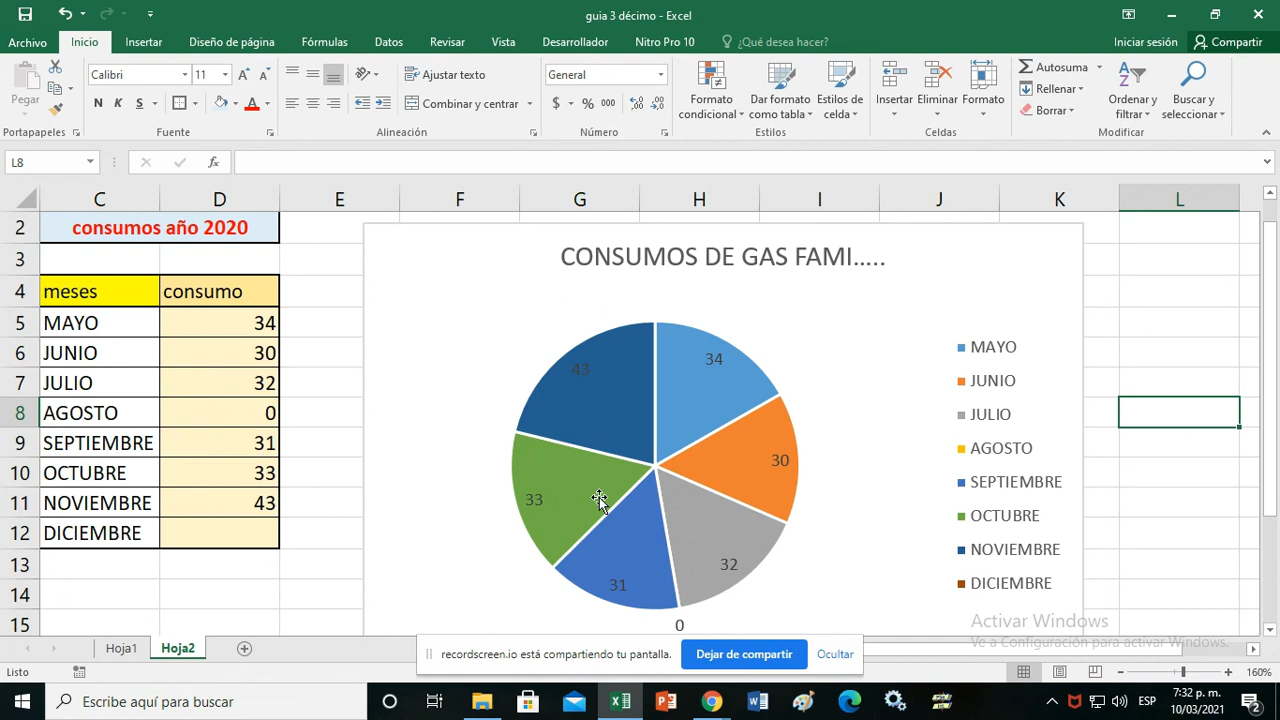 guia 3 décimo - Excel
Archivo Inicio Insertar Diseño de página Fórmulas Datos Revisar Vista Desarrollador Nitro Pro 10 ¿Qué desea hacer? Iniciar sesión Compartir
Pegar
Calibri 11
N K S
Ajustar texto
Combinar y centrar
General
$ % 000
Formato condicional
Dar formato como tabla
Estilos de celda
Insertar Eliminar Formato
Autosuma
Rellenar
Borrar
Ordenar y filtrar
Buscar y seleccionar
Portapapeles Fuente Alineación Número Estilos Celdas Modificar
L8 fx
C D E F G H I J K L
2 consumos año 2020
3
4 meses consumo
5 MAYO 34
6 JUNIO 30
7 JULIO 32
8 AGOSTO 0
9 SEPTIEMBRE 31
10 OCTUBRE 33
11 NOVIEMBRE 43
12 DICIEMBRE
13
14
15
CONSUMOS DE GAS FAMI.....
34
30
32
0
31
33
43
MAYO
JUNIO
JULIO
AGOSTO
SEPTIEMBRE
OCTUBRE
NOVIEMBRE
DICIEMBRE
Activar Windows
Ve a Configuración para activar Windows.
Hoja1 Hoja2
recordscreen.io está compartiendo tu pantalla. Dejar de compartir Ocultar
Listo 160%
Escribe aquí para buscar
ESP
7:32 p. m.
10/03/2021
2